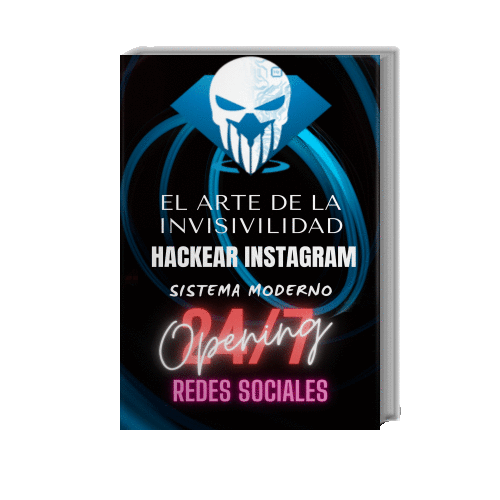 EL ARTE DE LA
INVISIVILIDAD
HACKEAR INSTAGRAM
SISTEMA MODERNO
24/7
Opening
REDES SOCIALES